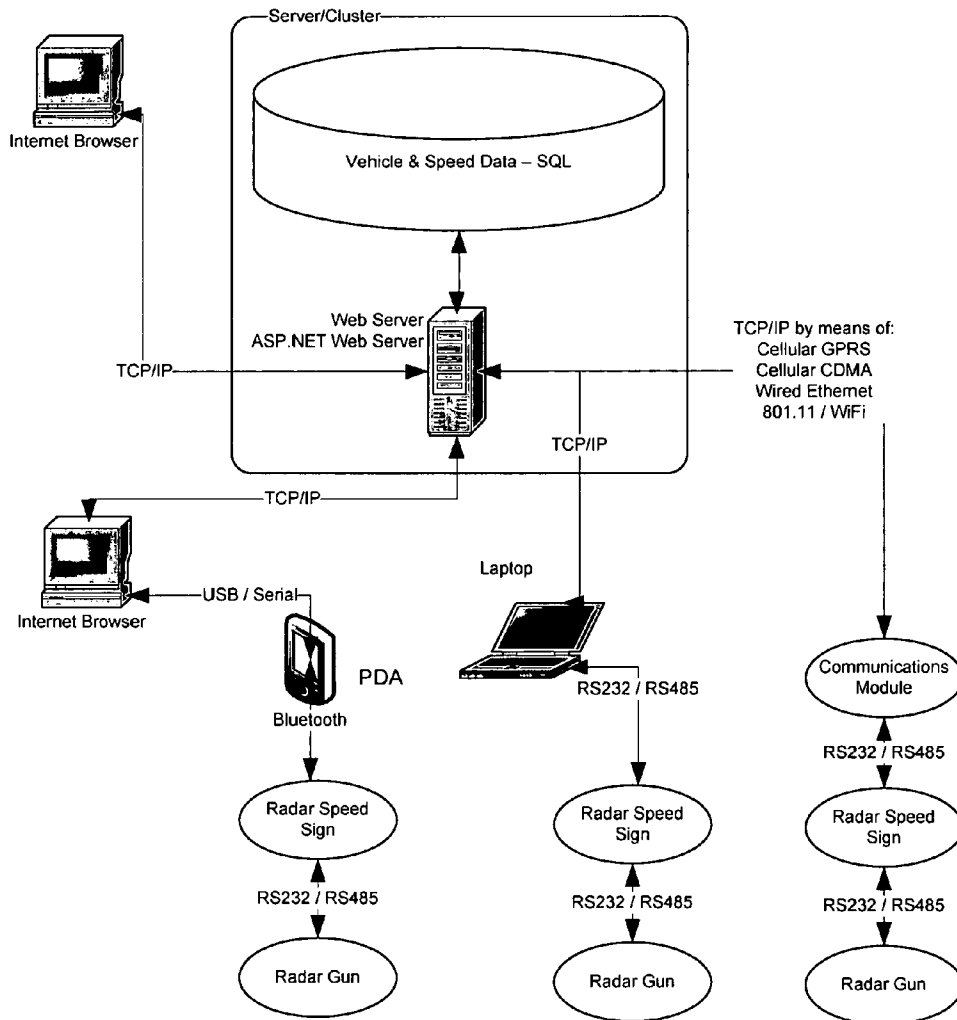 Server/Cluster
Internet Browser
Vehicle & Speed Data – SQL
Web Server
ASP.NET Web Server
TCP/IP
TCP/IP by means of:
Cellular GPRS
Cellular CDMA
Wired Ethernet
801.11 / WiFi
TCP/IP
TCP/IP
Internet Browser
USB / Serial
Laptop
PDA
Bluetooth
RS232 / RS485
Communications
Module
RS232 / RS485
Radar Speed
Sign
Radar Speed
Sign
Radar Speed
Sign
RS232 / RS485
RS232 / RS485
RS232 / RS485
Radar Gun
Radar Gun
Radar Gun